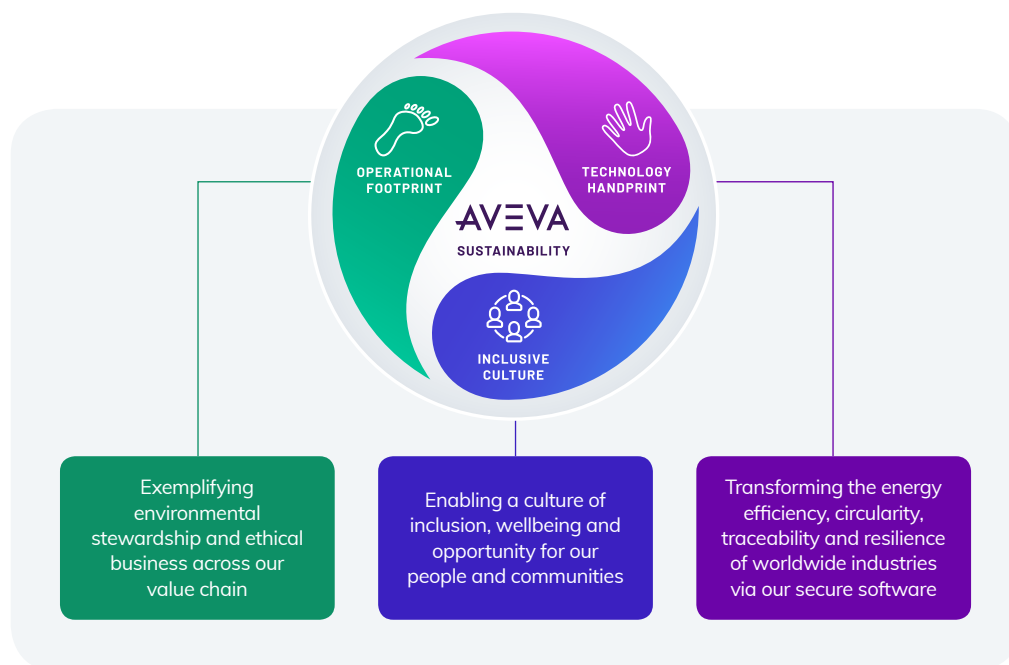 OPERATIONAL
FOOTPRINT
TECHNOLOGY
HANDPRINT
AVEVA
SUSTAINABILITY
INCLUSIVE
CULTURE
Exemplifying
environmental
stewardship and ethical
business across our
value chain
Enabling a culture of
inclusion, wellbeing and
opportunity for our
people and communities
Transforming the energy
efficiency, circularity,
traceability and resilience
of worldwide industries
via our secure software